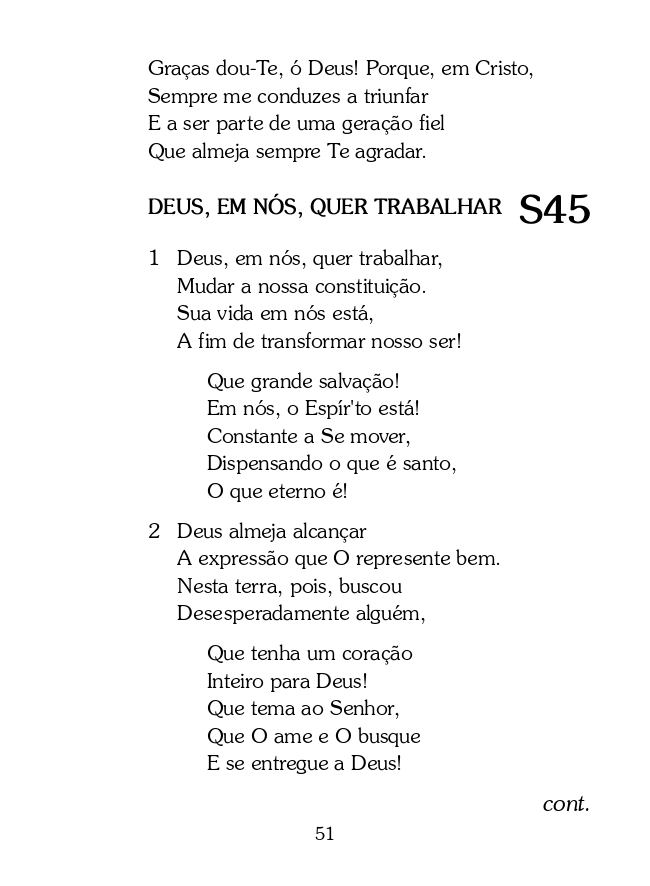 Graças dou-Te, ó Deus! Porque, em Cristo,
Sempre me conduzes a triunfar
E a ser parte de uma geração fiel
Que almeja sempre Te agradar.
DEUS, EM NÓS, QUER TRABALHAR S45
1 Deus, em nós, quer trabalhar,
Mudar a nossa constituição.
Sua vida em nós está,
A fim de transformar nosso ser!
Que grande salvação!
Em nós, o Espír'to está!
Constante a Se mover,
Dispensando o que é santo,
O que eterno é!
2 Deus almeja alcançar
A expressão que O represente bem.
Nesta terra, pois, buscou
Desesperadamente alguém,
Que tenha um coração
Inteiro para Deus!
Que tema ao Senhor,
Que O ame e O busque
E se entregue a Deus!
cont.
51